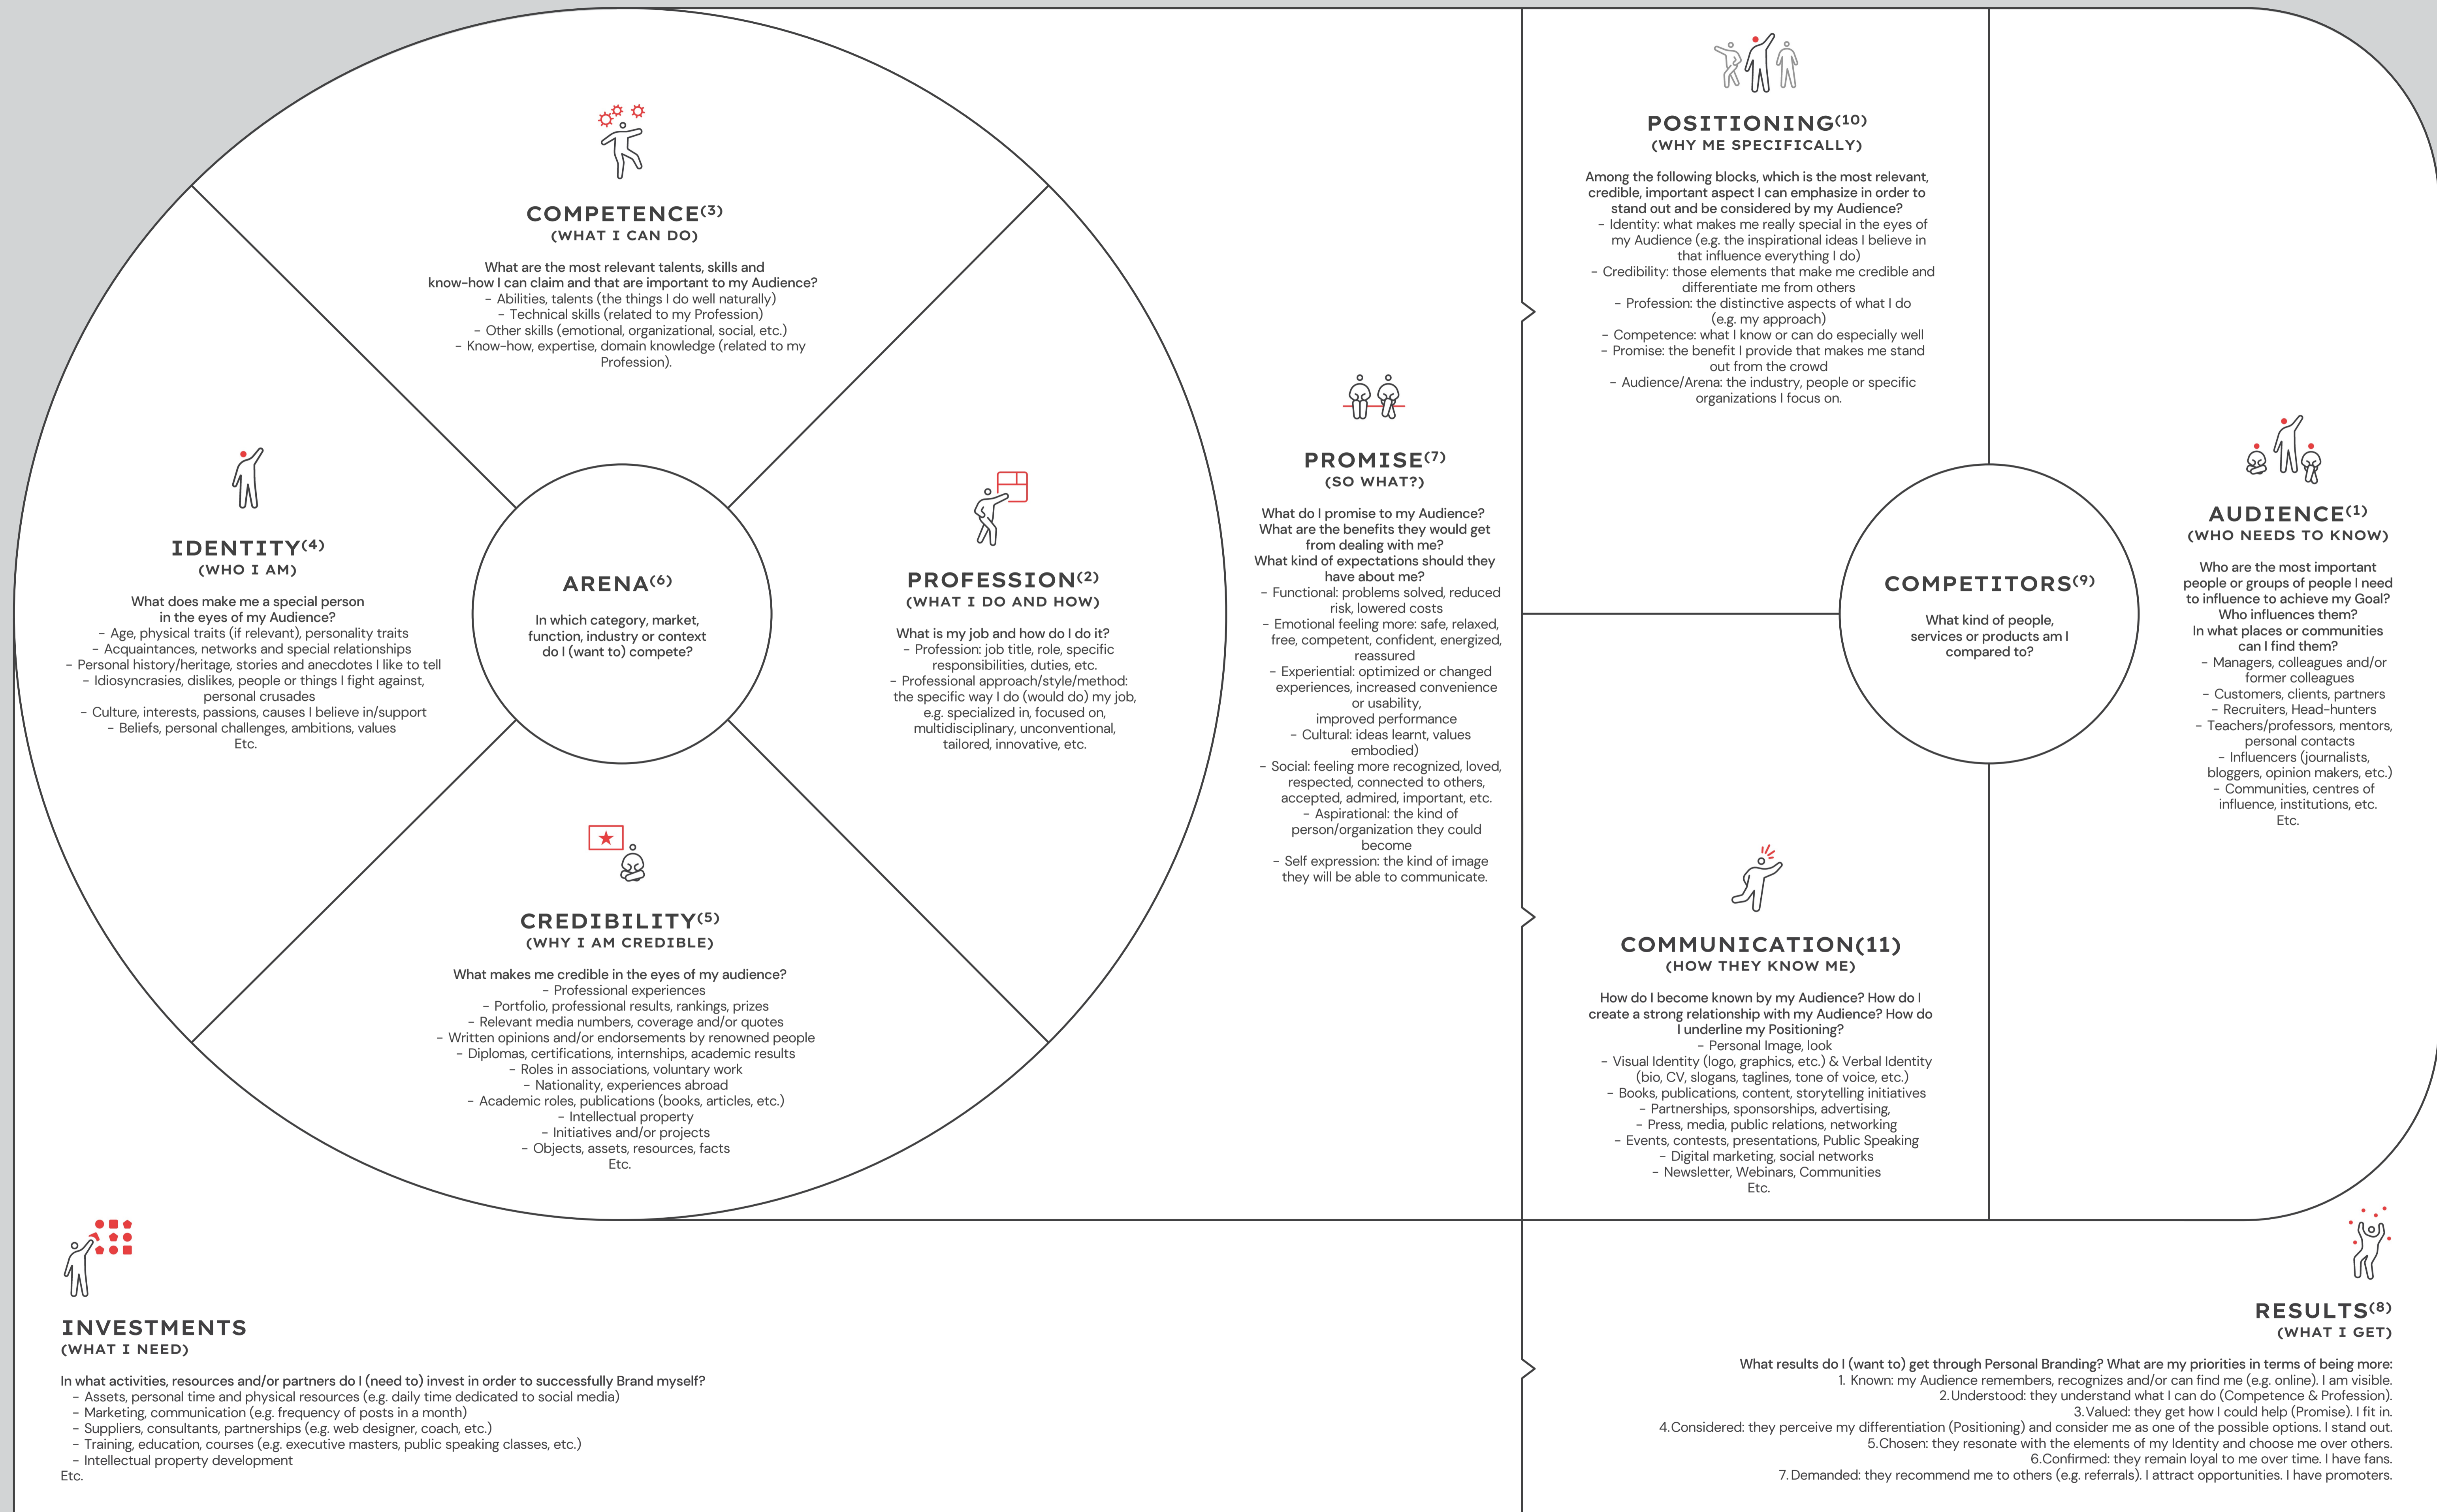 COMPETENCE(3)
(WHAT I CAN DO)
What are the most relevant talents, skills and
know-how I can claim and that are important to my Audience?
- Abilities, talents (the things I do well naturally)
- Technical skills (related to my Profession)
- Other skills (emotional, organizational, social, etc.)
- Know-how, expertise, domain knowledge (related to my
Profession).
IDENTITY(4)
(WHO I AM)
What does make me a special person
in the eyes of my Audience?
- Age, physical traits (if relevant), personality traits
- Acquaintances, networks and special relationships
- Personal history/heritage, stories and anecdotes I like to tell
- Idiosyncrasies, dislikes, people or things I fight against,
personal crusades
- Culture, interests, passions, causes I believe in/support
- Beliefs, personal challenges, ambitions, values
Etc.
ARENA(6)
In which category, market,
function, industry or context
do I (want to) compete?
PROFESSION(2)
(WHAT I DO AND HOW)
What is my job and how do I do it?
- Profession: job title, role, specific
responsibilities, duties, etc.
- Professional approach/style/method:
the specific way I do (would do) my job,
e.g. specialized in, focused on,
multidisciplinary, unconventional,
tailored, innovative, etc.
CREDIBILITY(5)
(WHY I AM CREDIBLE)
What makes me credible in the eyes of my audience?
- Professional experiences
- Portfolio, professional results, rankings, prizes
- Relevant media numbers, coverage and/or quotes
- Written opinions and/or endorsements by renowned people
- Diplomas, certifications, internships, academic results
- Roles in associations, voluntary work
- Nationality, experiences abroad
- Academic roles, publications (books, articles, etc.)
- Intellectual property
- Initiatives and/or projects
- Objects, assets, resources, facts
Etc.
PROMISE(7)
(SO WHAT?)
What do I promise to my Audience?
What are the benefits they would get
from dealing with me?
What kind of expectations should they
have about me?
- Functional: problems solved, reduced
risk, lowered costs
- Emotional feeling more: safe, relaxed,
free, competent, confident, energized,
reassured
- Experiential: optimized or changed
experiences, increased convenience
or usability,
improved performance
- Cultural: ideas learnt, values
embodied)
- Social: feeling more recognized, loved,
respected, connected to others,
accepted, admired, important, etc.
- Aspirational: the kind of
person/organization they could
become
- Self expression: the kind of image
they will be able to communicate.
POSITIONING(10)
(WHY ME SPECIFICALLY)
Among the following blocks, which is the most relevant,
credible, important aspect I can emphasize in order to
stand out and be considered by my Audience?
- Identity: what makes me really special in the eyes of
my Audience (e.g. the inspirational ideas I believe in
that influence everything I do)
- Credibility: those elements that make me credible and
differentiate me from others
- Profession: the distinctive aspects of what I do
(e.g. my approach)
- Competence: what I know or can do especially well
- Promise: the benefit I provide that makes me stand
out from the crowd
- Audience/Arena: the industry, people or specific
organizations I focus on.
COMPETITORS(9)
What kind of people,
services or products am I
compared to?
AUDIENCE(1)
(WHO NEEDS TO KNOW)
Who are the most important
people or groups of people I need
to influence to achieve my Goal?
Who influences them?
In what places or communities
can I find them?
- Managers, colleagues and/or
former colleagues
- Customers, clients, partners
- Recruiters, Head-hunters
- Teachers/professors, mentors,
personal contacts
- Influencers (journalists,
bloggers, opinion makers, etc.)
- Communities, centres of
influence, institutions, etc.
Etc.
COMMUNICATION(11)
(HOW THEY KNOW ME)
How do I become known by my Audience? How do I
create a strong relationship with my Audience? How do
I underline my Positioning?
- Personal Image, look
- Visual Identity (logo, graphics, etc.) & Verbal Identity
(bio, CV, slogans, taglines, tone of voice, etc.)
- Books, publications, content, storytelling initiatives
- Partnerships, sponsorships, advertising,
- Press, media, public relations, networking
- Events, contests, presentations, Public Speaking
- Digital marketing, social networks
- Newsletter, Webinars, Communities
Etc.
INVESTMENTS
(WHAT I NEED)
In what activities, resources and/or partners do I (need to) invest in order to successfully Brand myself?
- Assets, personal time and physical resources (e.g. daily time dedicated to social media)
- Marketing, communication (e.g. frequency of posts in a month)
- Suppliers, consultants, partnerships (e.g. web designer, coach, etc.)
- Training, education, courses (e.g. executive masters, public speaking classes, etc.)
- Intellectual property development
Etc.
RESULTS(8)
(WHAT I GET)
What results do I (want to) get through Personal Branding? What are my priorities in terms of being more:
1. Known: my Audience remembers, recognizes and/or can find me (e.g. online). I am visible.
2.Understood: they understand what I can do (Competence & Profession).
3.Valued: they get how I could help (Promise). I fit in.
4.Considered: they perceive my differentiation (Positioning) and consider me as one of the possible options. I stand out.
5.Chosen: they resonate with the elements of my Identity and choose me over others.
6.Confirmed: they remain loyal to me over time. I have fans.
7.Demanded: they recommend me to others (e.g. referrals). I attract opportunities. I have promoters.